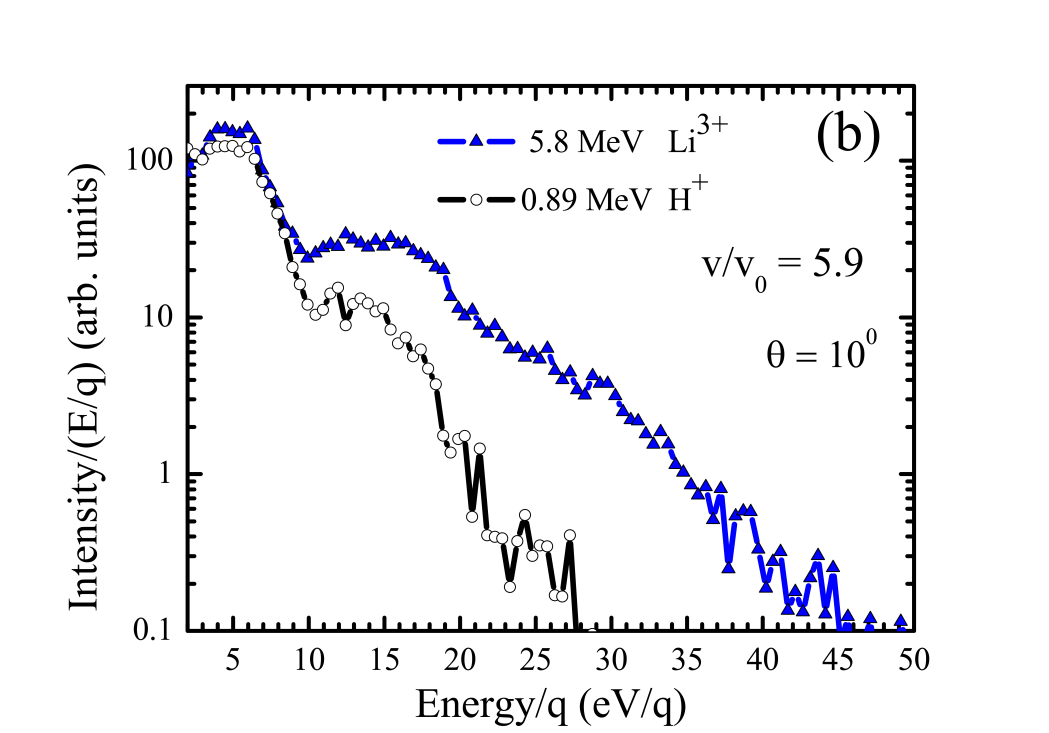 (b)
5.8 MeV Li3+
0.89 MeV H+
v/v0 = 5.9
θ = 10⁰
Intensity/(E/q) (arb. units)
100
10
1
0.1
5 10 15 20 25 30 35 40 45 50
Energy/q (eV/q)